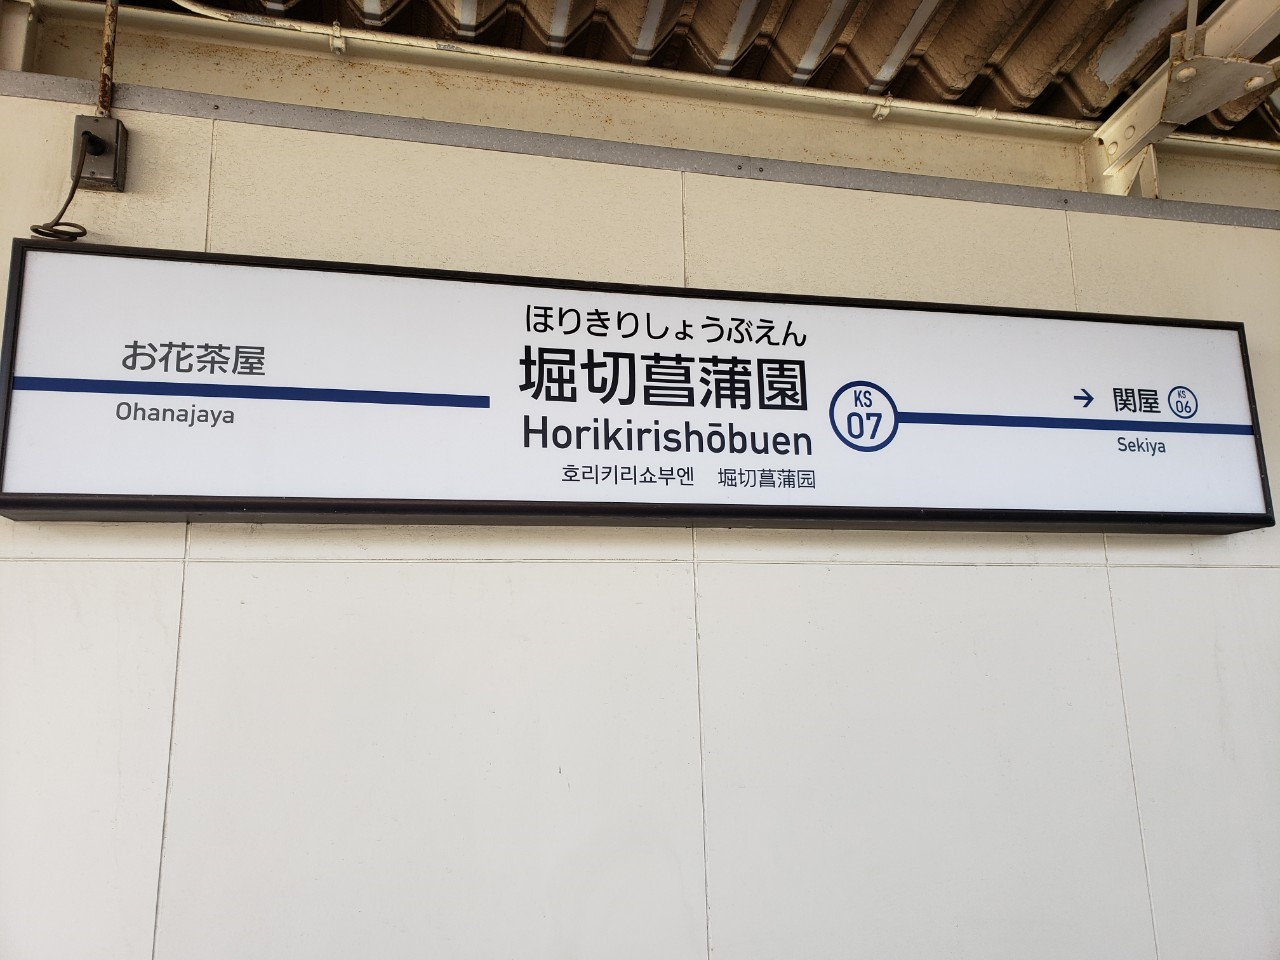 お花茶屋
Ohanajaya
ほりきりしょうぶえん
堀切菖蒲園
Horikirishōbuen
호리키리쇼부엔 堀切菖蒲园
KS
07
→ 関屋
KS
06
Sekiya